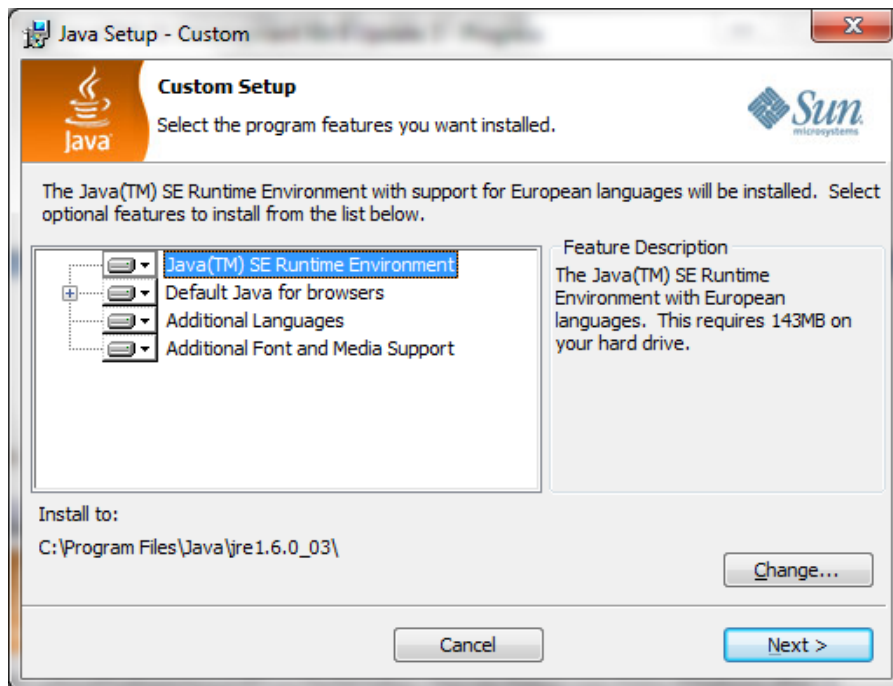 Java Setup - Custom
Java
Custom Setup
Select the program features you want installed.
Sun
microsystems
The Java(TM) SE Runtime Environment with support for European languages will be installed. Select
optional features to install from the list below.
Java(TM) SE Runtime Environment
Default Java for browsers
Additional Languages
Additional Font and Media Support
Feature Description
The Java(TM) SE Runtime
Environment with European
languages. This requires 143MB on
your hard drive.
Install to:
C:\Program Files\Java\jre1.6.0_03\
Change...
Cancel
Next >